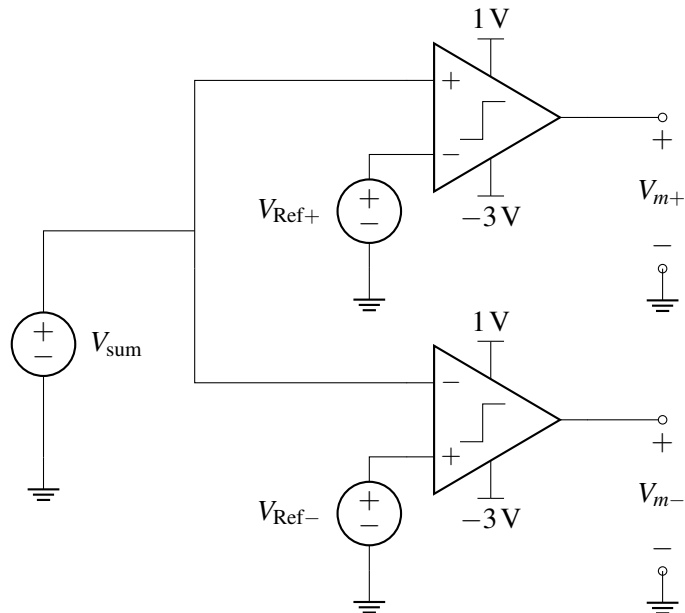 1 V
+
−
−3 V
+
−
V_Ref+
+
V_m+
−
+
−
V_sum
1 V
−
+
−3 V
+
−
V_Ref−
+
V_m−
−